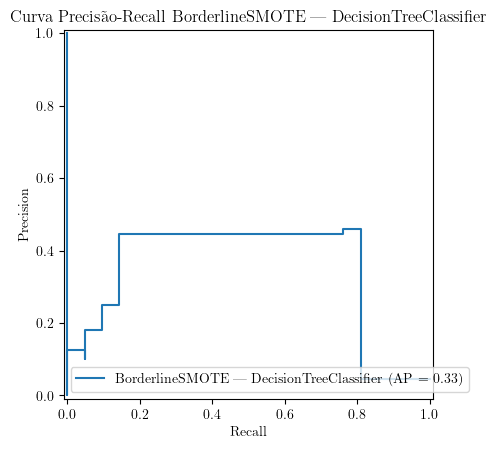 Curva Precisão-Recall BorderlineSMOTE — DecisionTreeClassifier
1.0
0.8
0.6
0.4
0.2
0.0
Precision
BorderlineSMOTE — DecisionTreeClassifier (AP = 0.33)
0.0 0.2 0.4 0.6 0.8 1.0
Recall